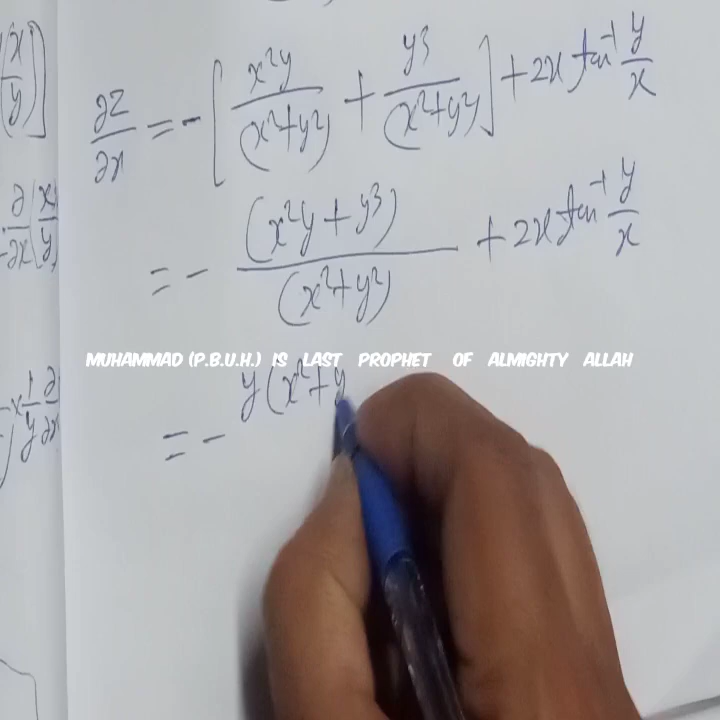 (x/y)]
∂z/∂x = -[x²y/(x²+y²) + y³/(x²+y²)] + 2x tan⁻¹ y/x
∂/∂x (x/y)
= - (x²y + y³)/(x²+y²) + 2x tan⁻¹ y/x
MUHAMMAD (P.B.U.H.) IS LAST PROPHET OF ALMIGHTY ALLAH
x 1/y ∂/∂x
= - y(x²+y